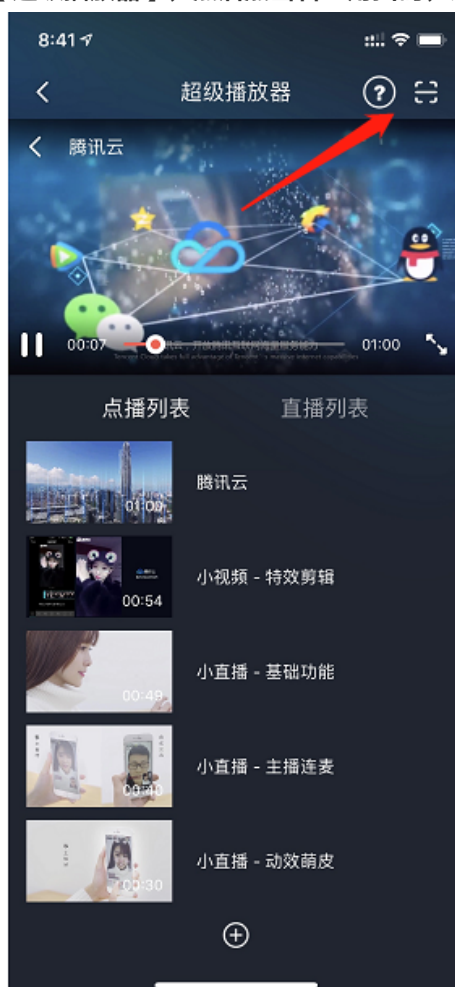 8:41
超级播放器
?
腾讯云
00:07
01:00
点播列表
直播列表
01:00
腾讯云
00:54
小视频 - 特效剪辑
00:49
小直播 - 基础功能
00:40
小直播 - 主播连麦
00:30
小直播 - 动效萌皮